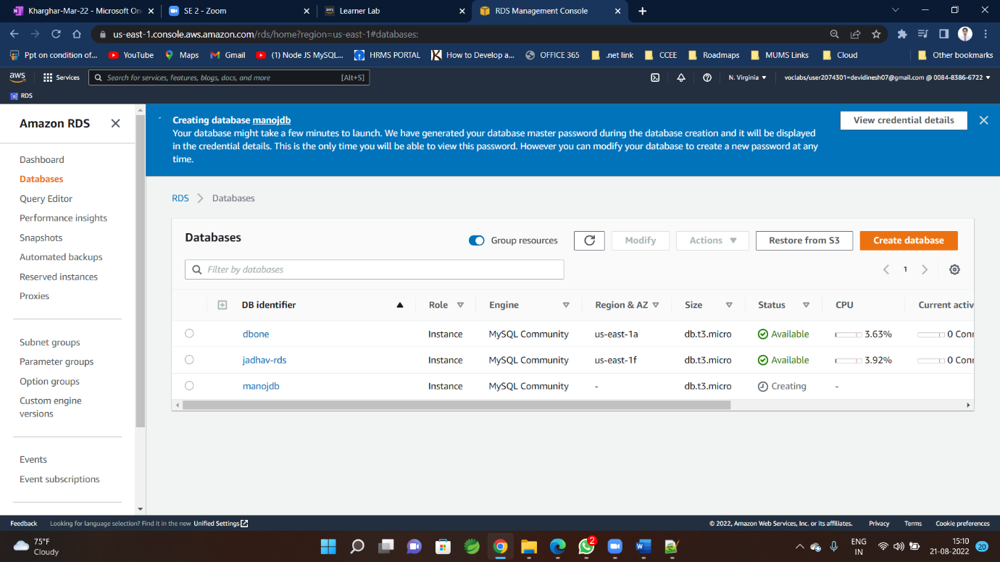 Kharghar-Mar-22 - Microsoft On
SE 2 - Zoom
Learner Lab
RDS Management Console
us-east-1.console.aws.amazon.com/rds/home?region=us-east-1#databases:
Ppt on condition of...
YouTube
Maps
Gmail
(1) Node JS MySQL...
HRMS PORTAL
How to Develop a...
OFFICE 365
.net link
CCEE
Roadmaps
MUMS Links
Cloud
Other bookmarks
aws
Services
Search for services, features, blogs, docs, and more
[Alt+S]
N. Virginia
voclabs/user2074301=devidinesh07@gmail.com @ 0084-8386-6722
RDS
Amazon RDS
Dashboard
Databases
Query Editor
Performance insights
Snapshots
Automated backups
Reserved instances
Proxies
Subnet groups
Parameter groups
Option groups
Custom engine
versions
Events
Event subscriptions
Creating database manojdb
Your database might take a few minutes to launch. We have generated your database master password during the database creation and it will be displayed
in the credential details. This is the only time you will be able to view this password. However you can modify your database to create a new password at any
time.
View credential details
RDS > Databases
Databases
Group resources
Modify
Actions
Restore from S3
Create database
Filter by databases
1
DB identifier Role Engine Region & AZ Size Status CPU Current activ
dbone Instance MySQL Community us-east-1a db.t3.micro Available 3.63% 0 Conn
jadhav-rds Instance MySQL Community us-east-1f db.t3.micro Available 3.92% 0 Conn
manojdb Instance MySQL Community - db.t3.micro Creating -
Feedback
Looking for language selection? Find it in the new Unified Settings
© 2022, Amazon Web Services, Inc. or its affiliates.
Privacy
Terms
Cookie preferences
75°F
Cloudy
2
ENG
IN
15:10
21-08-2022
20